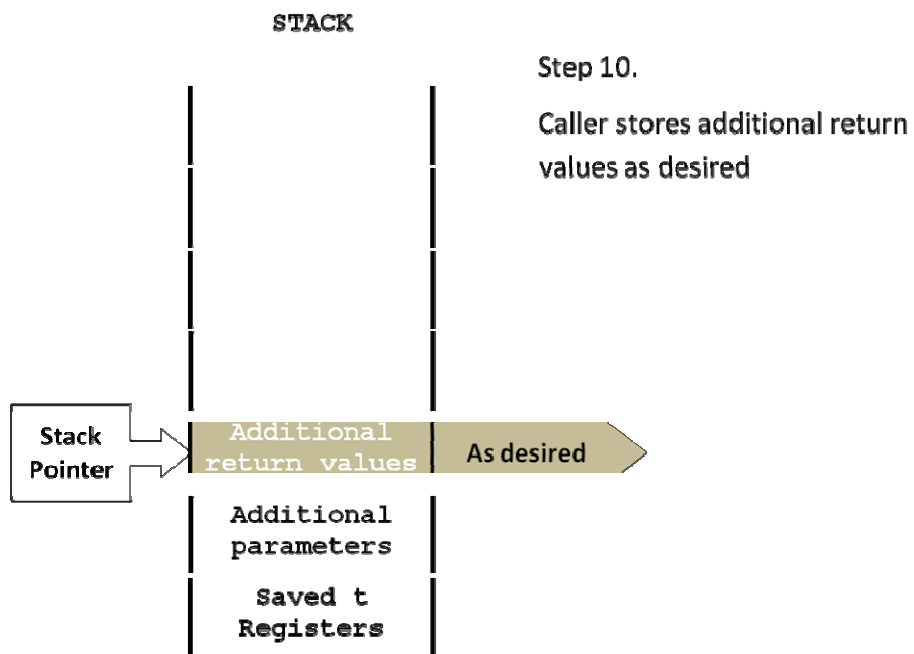 STACK
Step 10.
Caller stores additional return
values as desired
Stack
Pointer
Additional
return values
As desired
Additional
parameters
Saved t
Registers